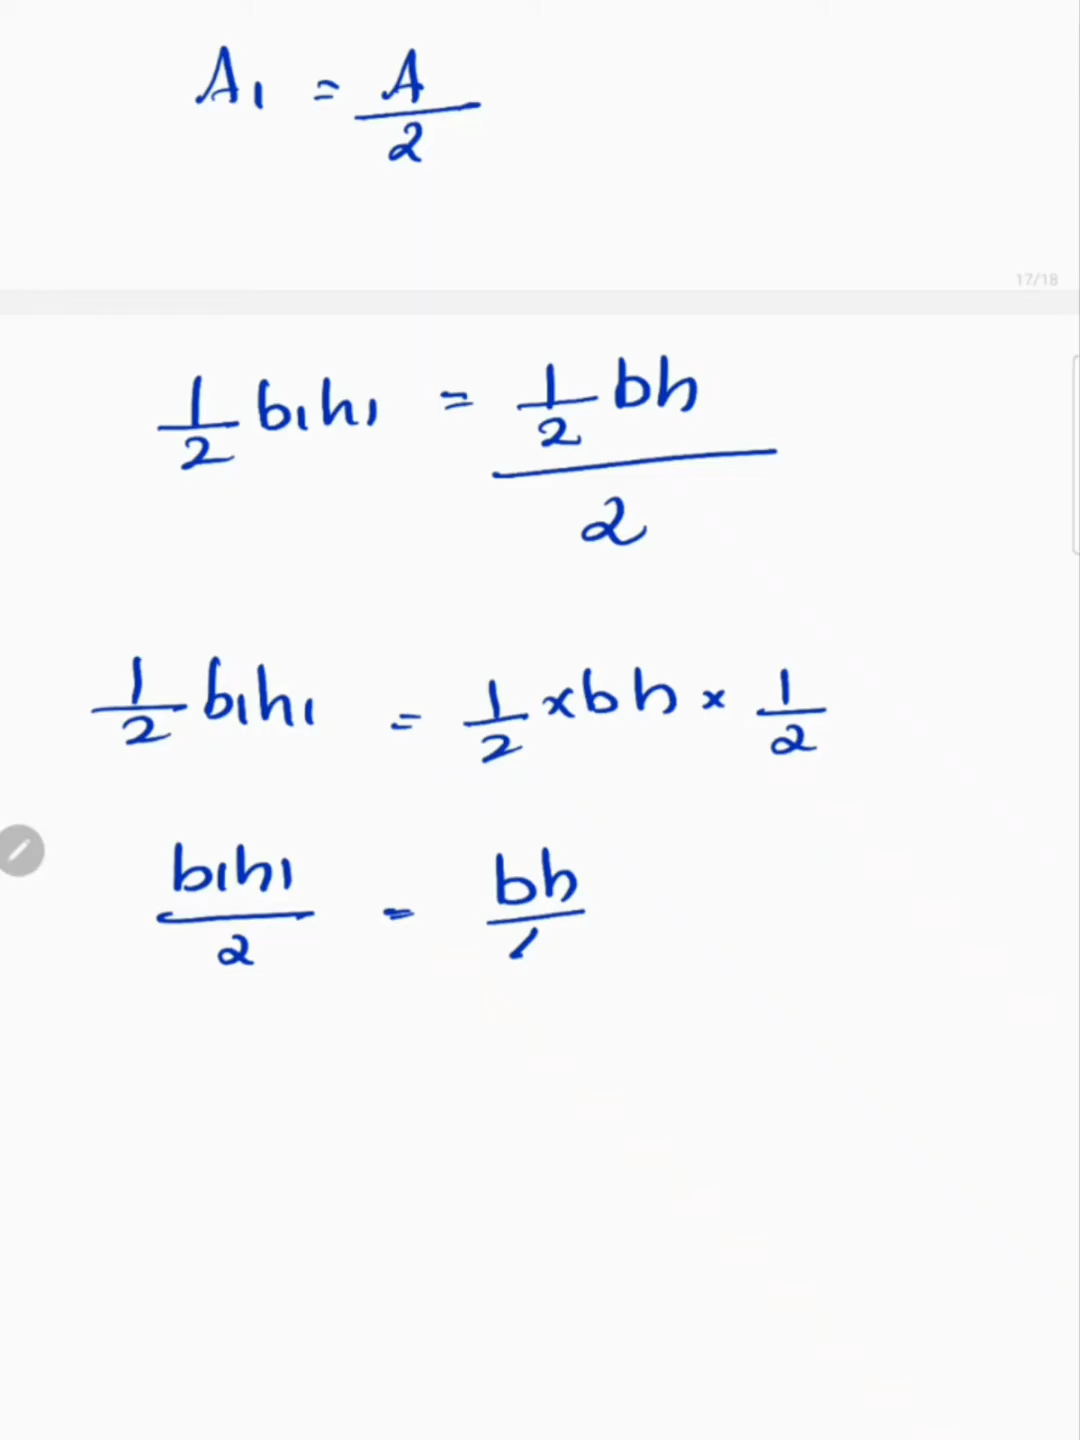 A₁ = A/2
17/18
1/2 b₁h₁ = (1/2 bh)/2
1/2 b₁h₁ = 1/2 × bh × 1/2
b₁h₁/2 = bh/